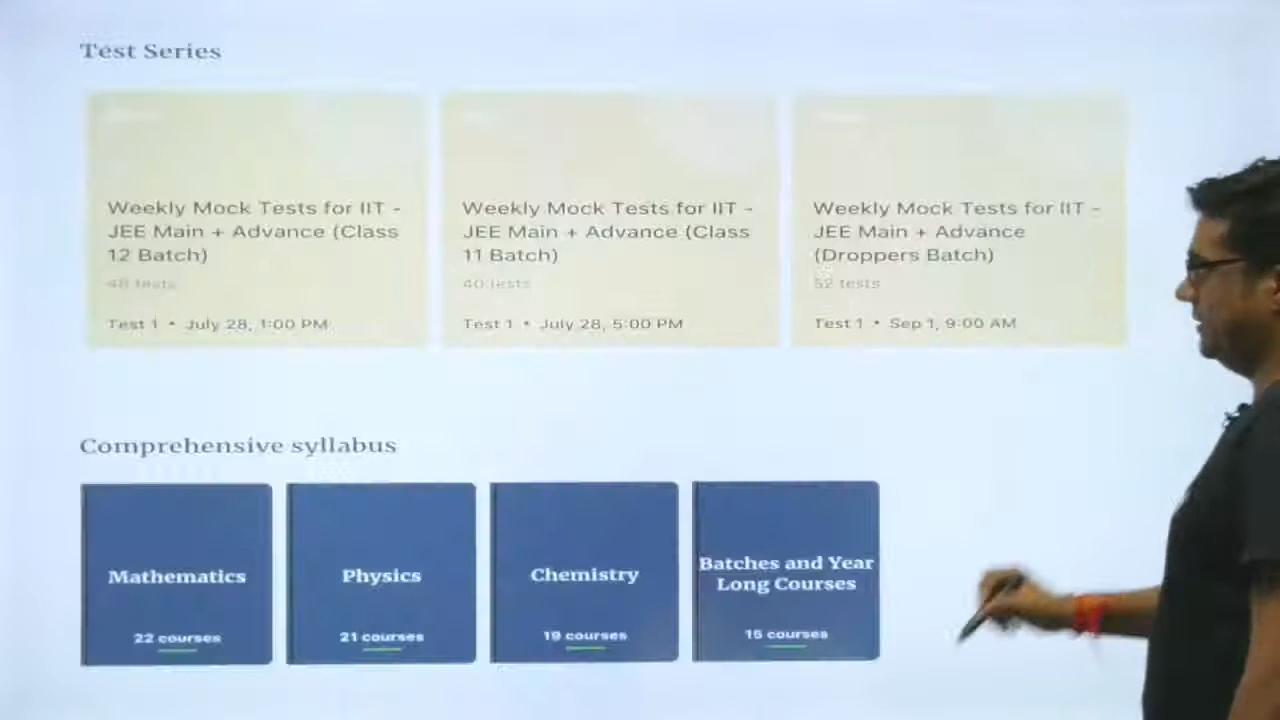 Test Series
Weekly Mock Tests for IIT -
JEE Main + Advance (Class
12 Batch)
48 tests
Test 1 • July 28, 1:00 PM
Weekly Mock Tests for IIT -
JEE Main + Advance (Class
11 Batch)
40 tests
Test 1 • July 28, 5:00 PM
Weekly Mock Tests for IIT -
JEE Main + Advance
(Droppers Batch)
52 tests
Test 1 • Sep 1, 9:00 AM
Comprehensive syllabus
Mathematics
22 courses
Physics
21 courses
Chemistry
19 courses
Batches and Year
Long Courses
15 courses